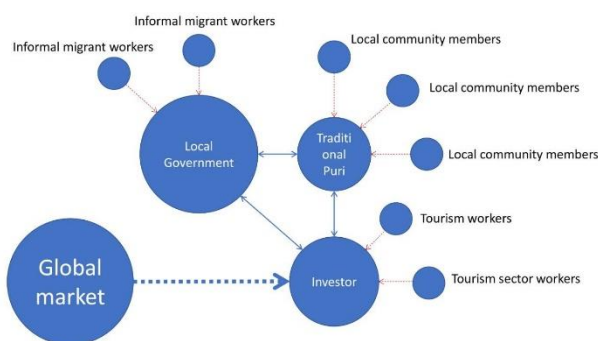 Informal migrant workers
Informal migrant workers
Local community members
Local community members
Local community members
Local
Government
Traditi
onal
Puri
Tourism workers
Global
market
Investor
Tourism sector workers